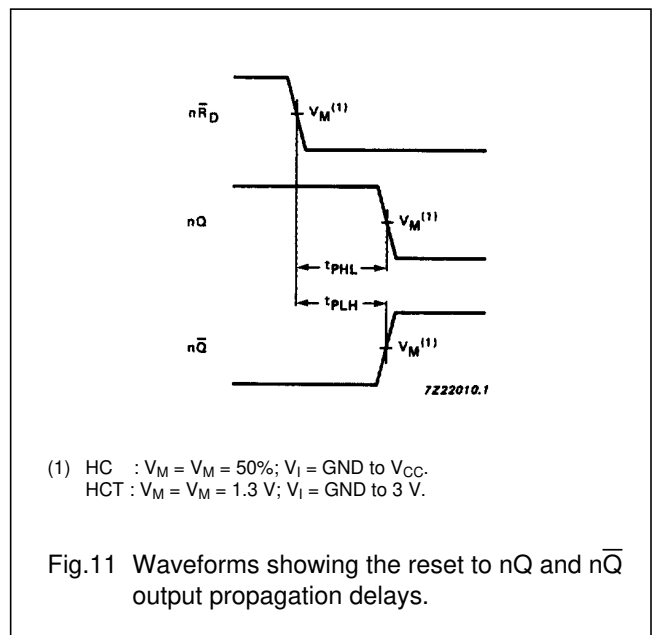 nR̅D
VM(1)
nQ
VM(1)
tPHL
tPLH
nQ̅
VM(1)
7Z22010.1
(1) HC : VM = VM = 50%; VI = GND to VCC.
HCT : VM = VM = 1.3 V; VI = GND to 3 V.
Fig.11 Waveforms showing the reset to nQ and nQ̅
output propagation delays.